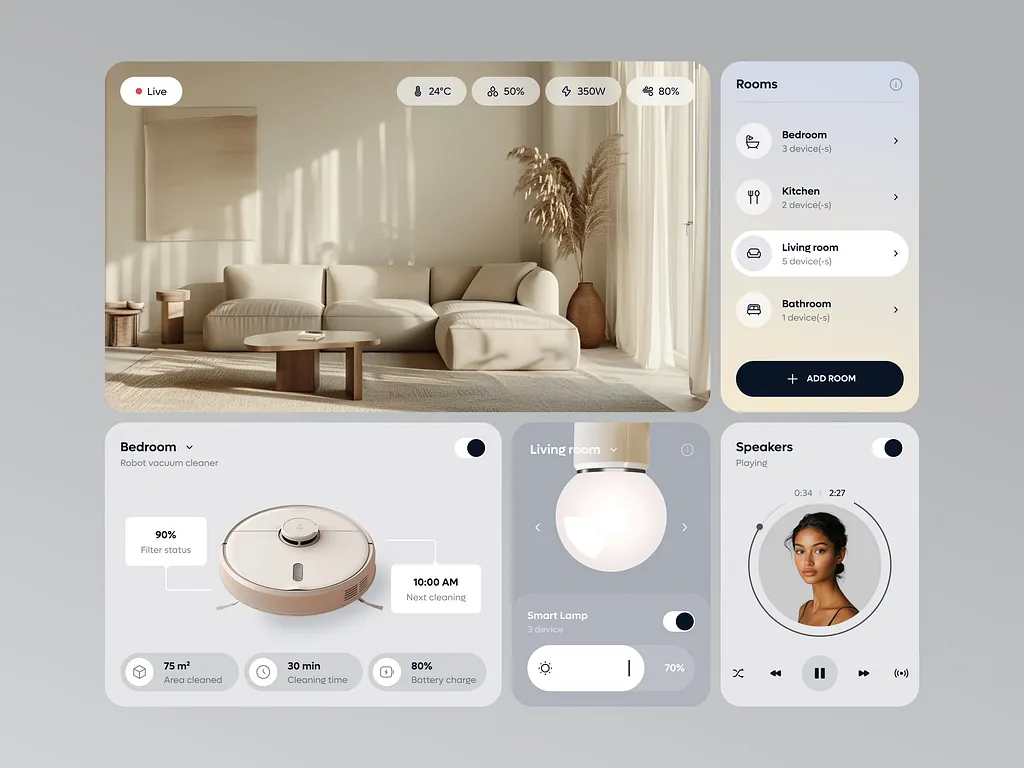 Live
24°C
50%
350W
80%
Rooms
Bedroom
3 device(-s)
Kitchen
2 device(-s)
Living room
5 device(-s)
Bathroom
1 device(-s)
ADD ROOM
Bedroom
Robot vacuum cleaner
90%
Filter status
10:00 AM
Next cleaning
75 m²
Area cleaned
30 min
Cleaning time
80%
Battery charge
Living room
Smart Lamp
3 device
70%
Speakers
Playing
0:34 | 2:27